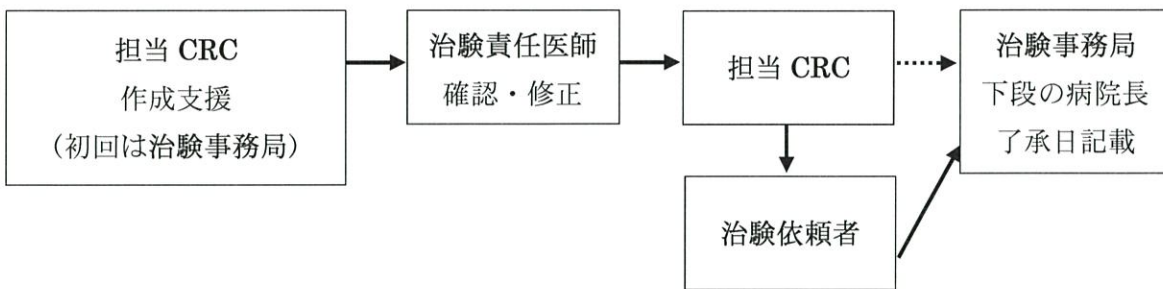 担当 CRC
作成支援
(初回は治験事務局)
治験責任医師
確認・修正
担当 CRC
治験事務局
下段の病院長
了承日記載
治験依頼者